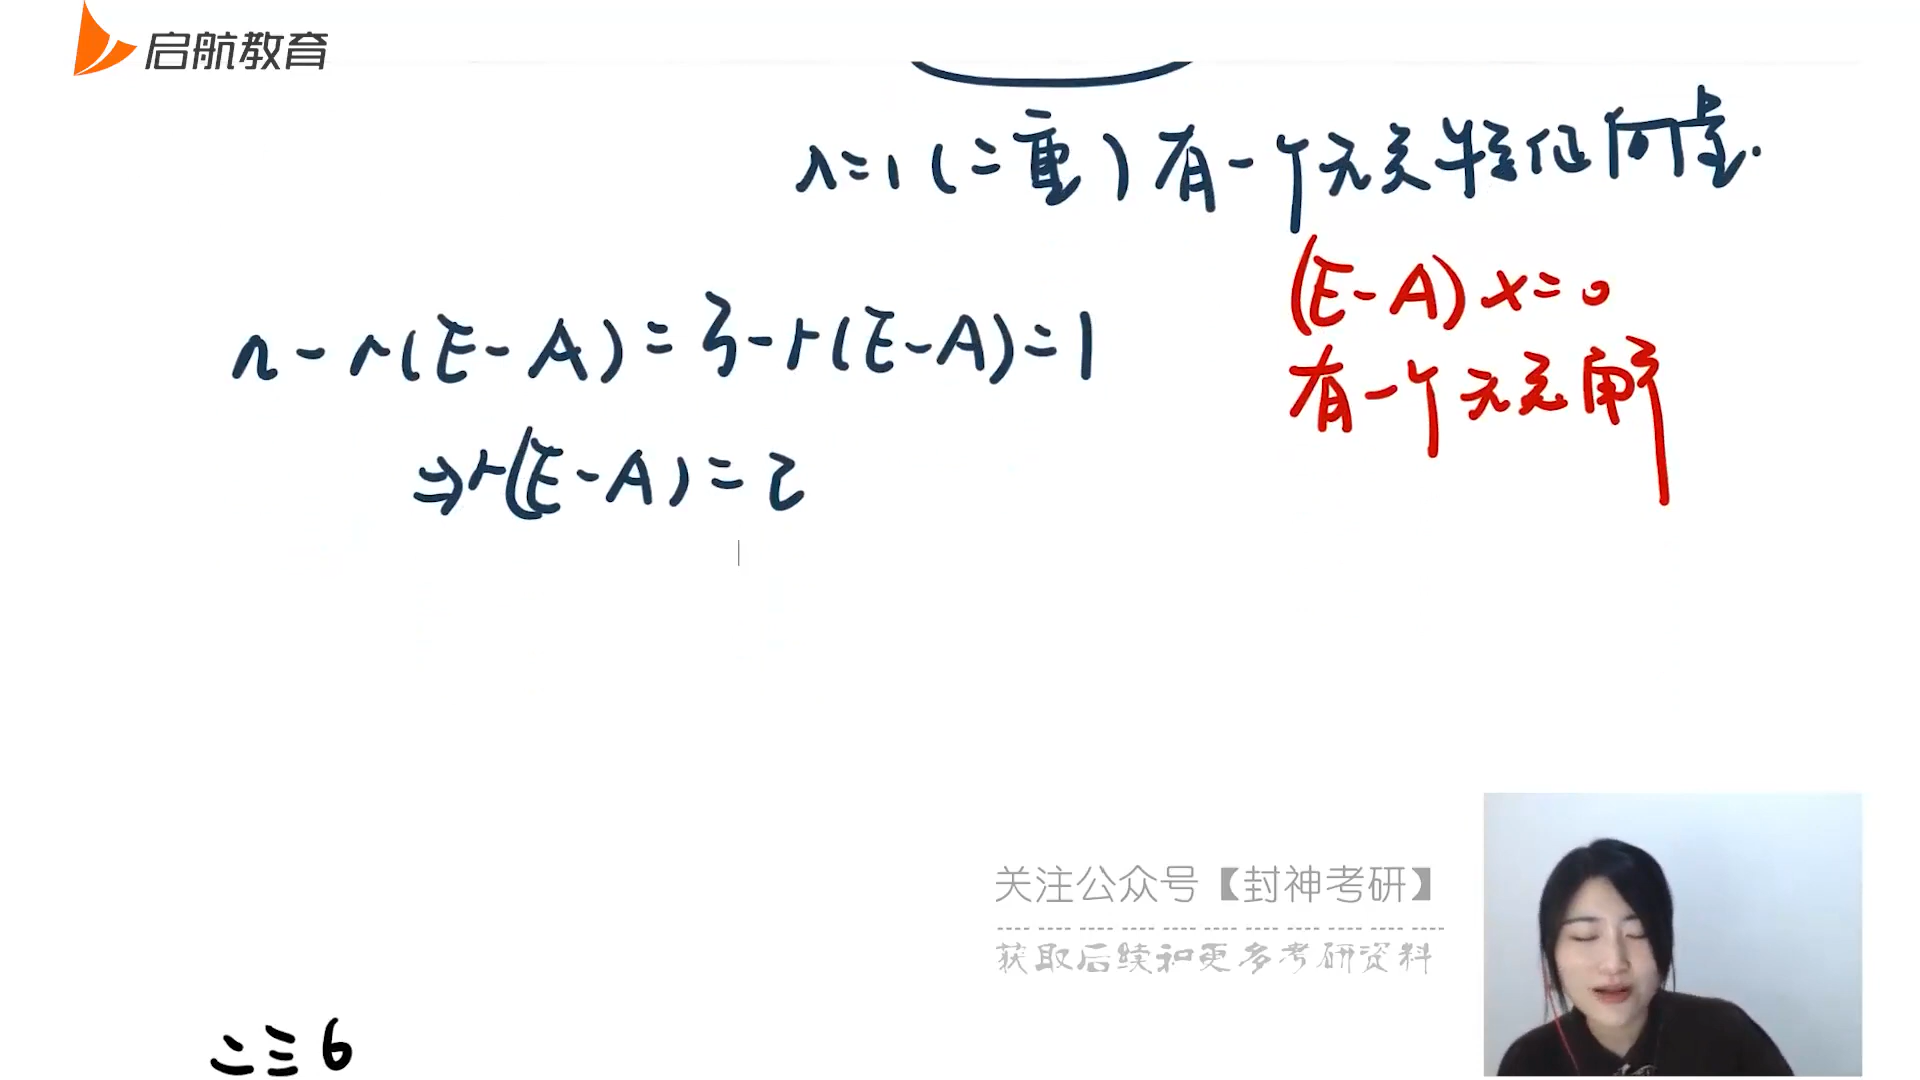 启航教育
λ=1（二重）有一个无关特征向量.
(E-A)x=0
n-r(E-A)=3-r(E-A)=1
有一个无关解
⇒r(E-A)=2
关注公众号【封神考研】
获取后续和更多考研资料
二三6